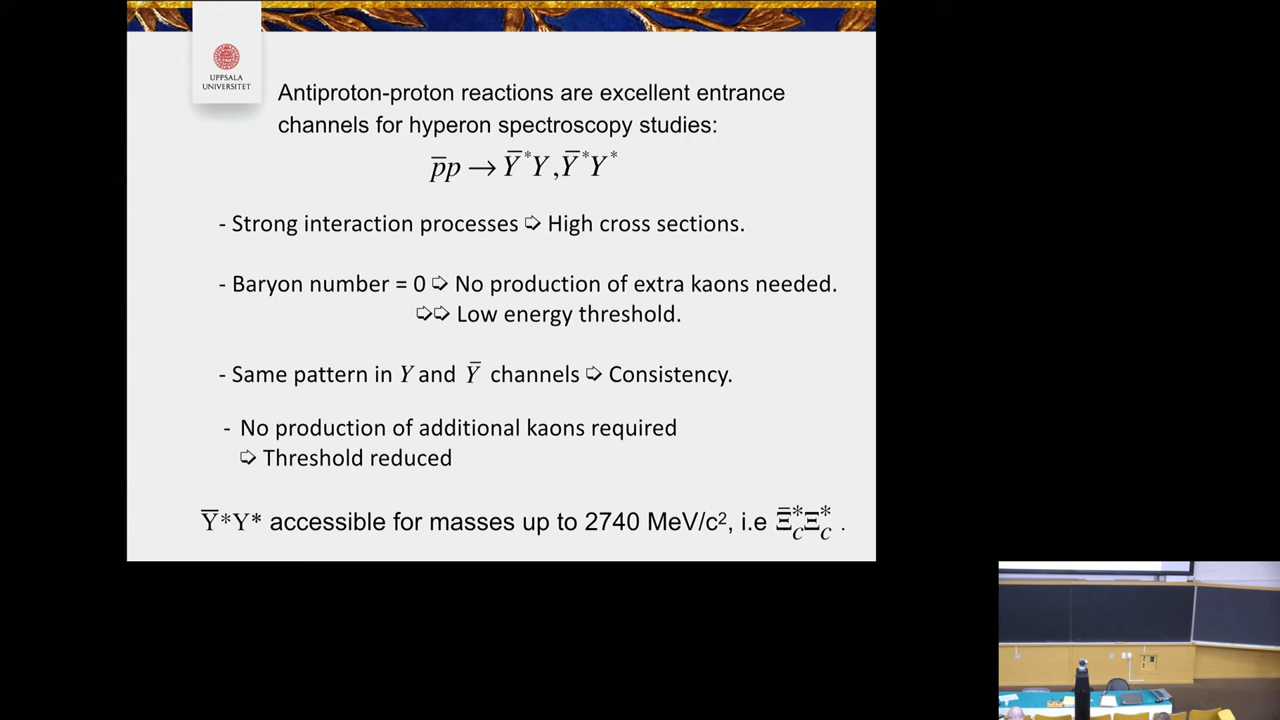 UPPSALA
UNIVERSITET
Antiproton-proton reactions are excellent entrance
channels for hyperon spectroscopy studies:
p̅p → Y̅*Y , Y̅*Y*
- Strong interaction processes ➩ High cross sections.
- Baryon number = 0 ➩ No production of extra kaons needed.
➩➩ Low energy threshold.
- Same pattern in Y and Y̅ channels ➩ Consistency.
- No production of additional kaons required
➩ Threshold reduced
Y̅*Y* accessible for masses up to 2740 MeV/c², i.e Ξ̅c*Ξc* .